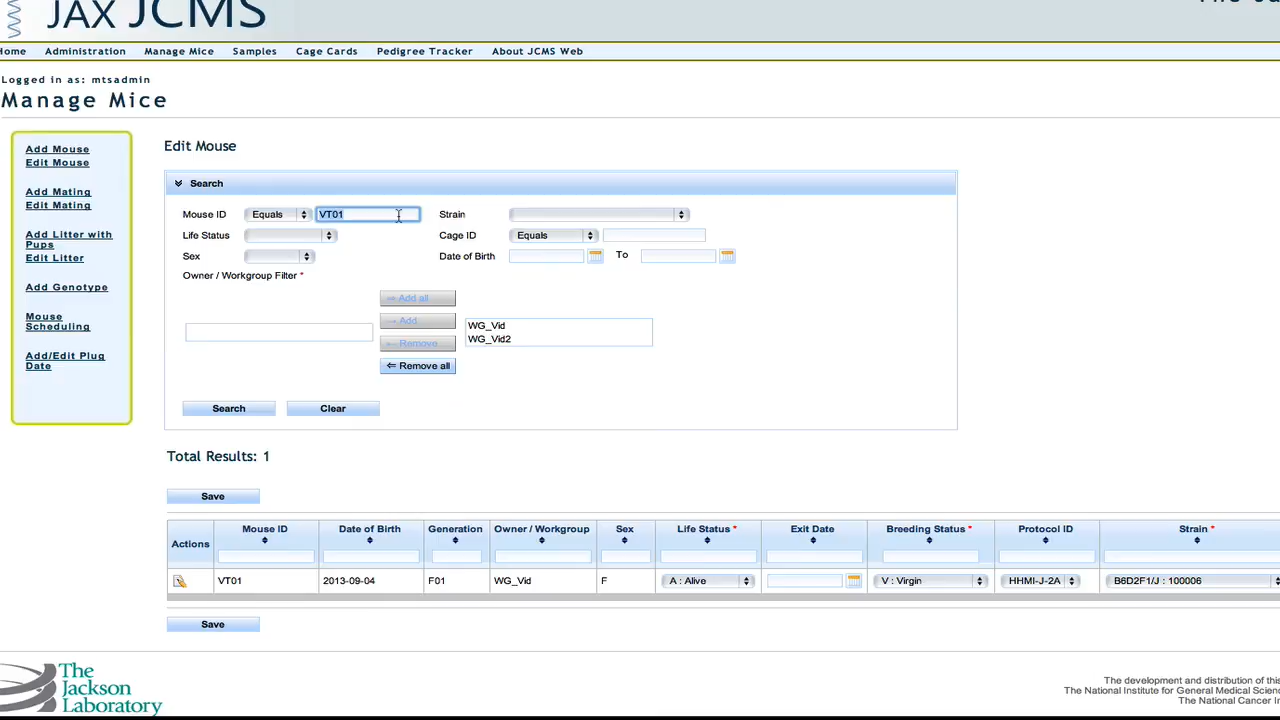 JAX JCMS
Home Administration Manage Mice Samples Cage Cards Pedigree Tracker About JCMS Web
Logged in as: mtsadmin
Manage Mice
Add Mouse
Edit Mouse
Add Mating
Edit Mating
Add Litter with
Pups
Edit Litter
Add Genotype
Mouse
Scheduling
Add/Edit Plug
Date
Edit Mouse
Search
Mouse ID Equals VT01 Strain
Life Status Cage ID Equals
Sex Date of Birth To
Owner / Workgroup Filter *
⇒ Add all
→ Add
← Remove
⇐ Remove all
WG_Vid
WG_Vid2
Search Clear
Total Results: 1
Save
Actions Mouse ID Date of Birth Generation Owner / Workgroup Sex Life Status * Exit Date Breeding Status * Protocol ID Strain *
VT01 2013-09-04 F01 WG_Vid F A : Alive V : Virgin HHMI-J-2A B6D2F1/J : 100006
Save
The
Jackson
Laboratory
The development and distribution of this
The National Institute for General Medical
The National Cancer